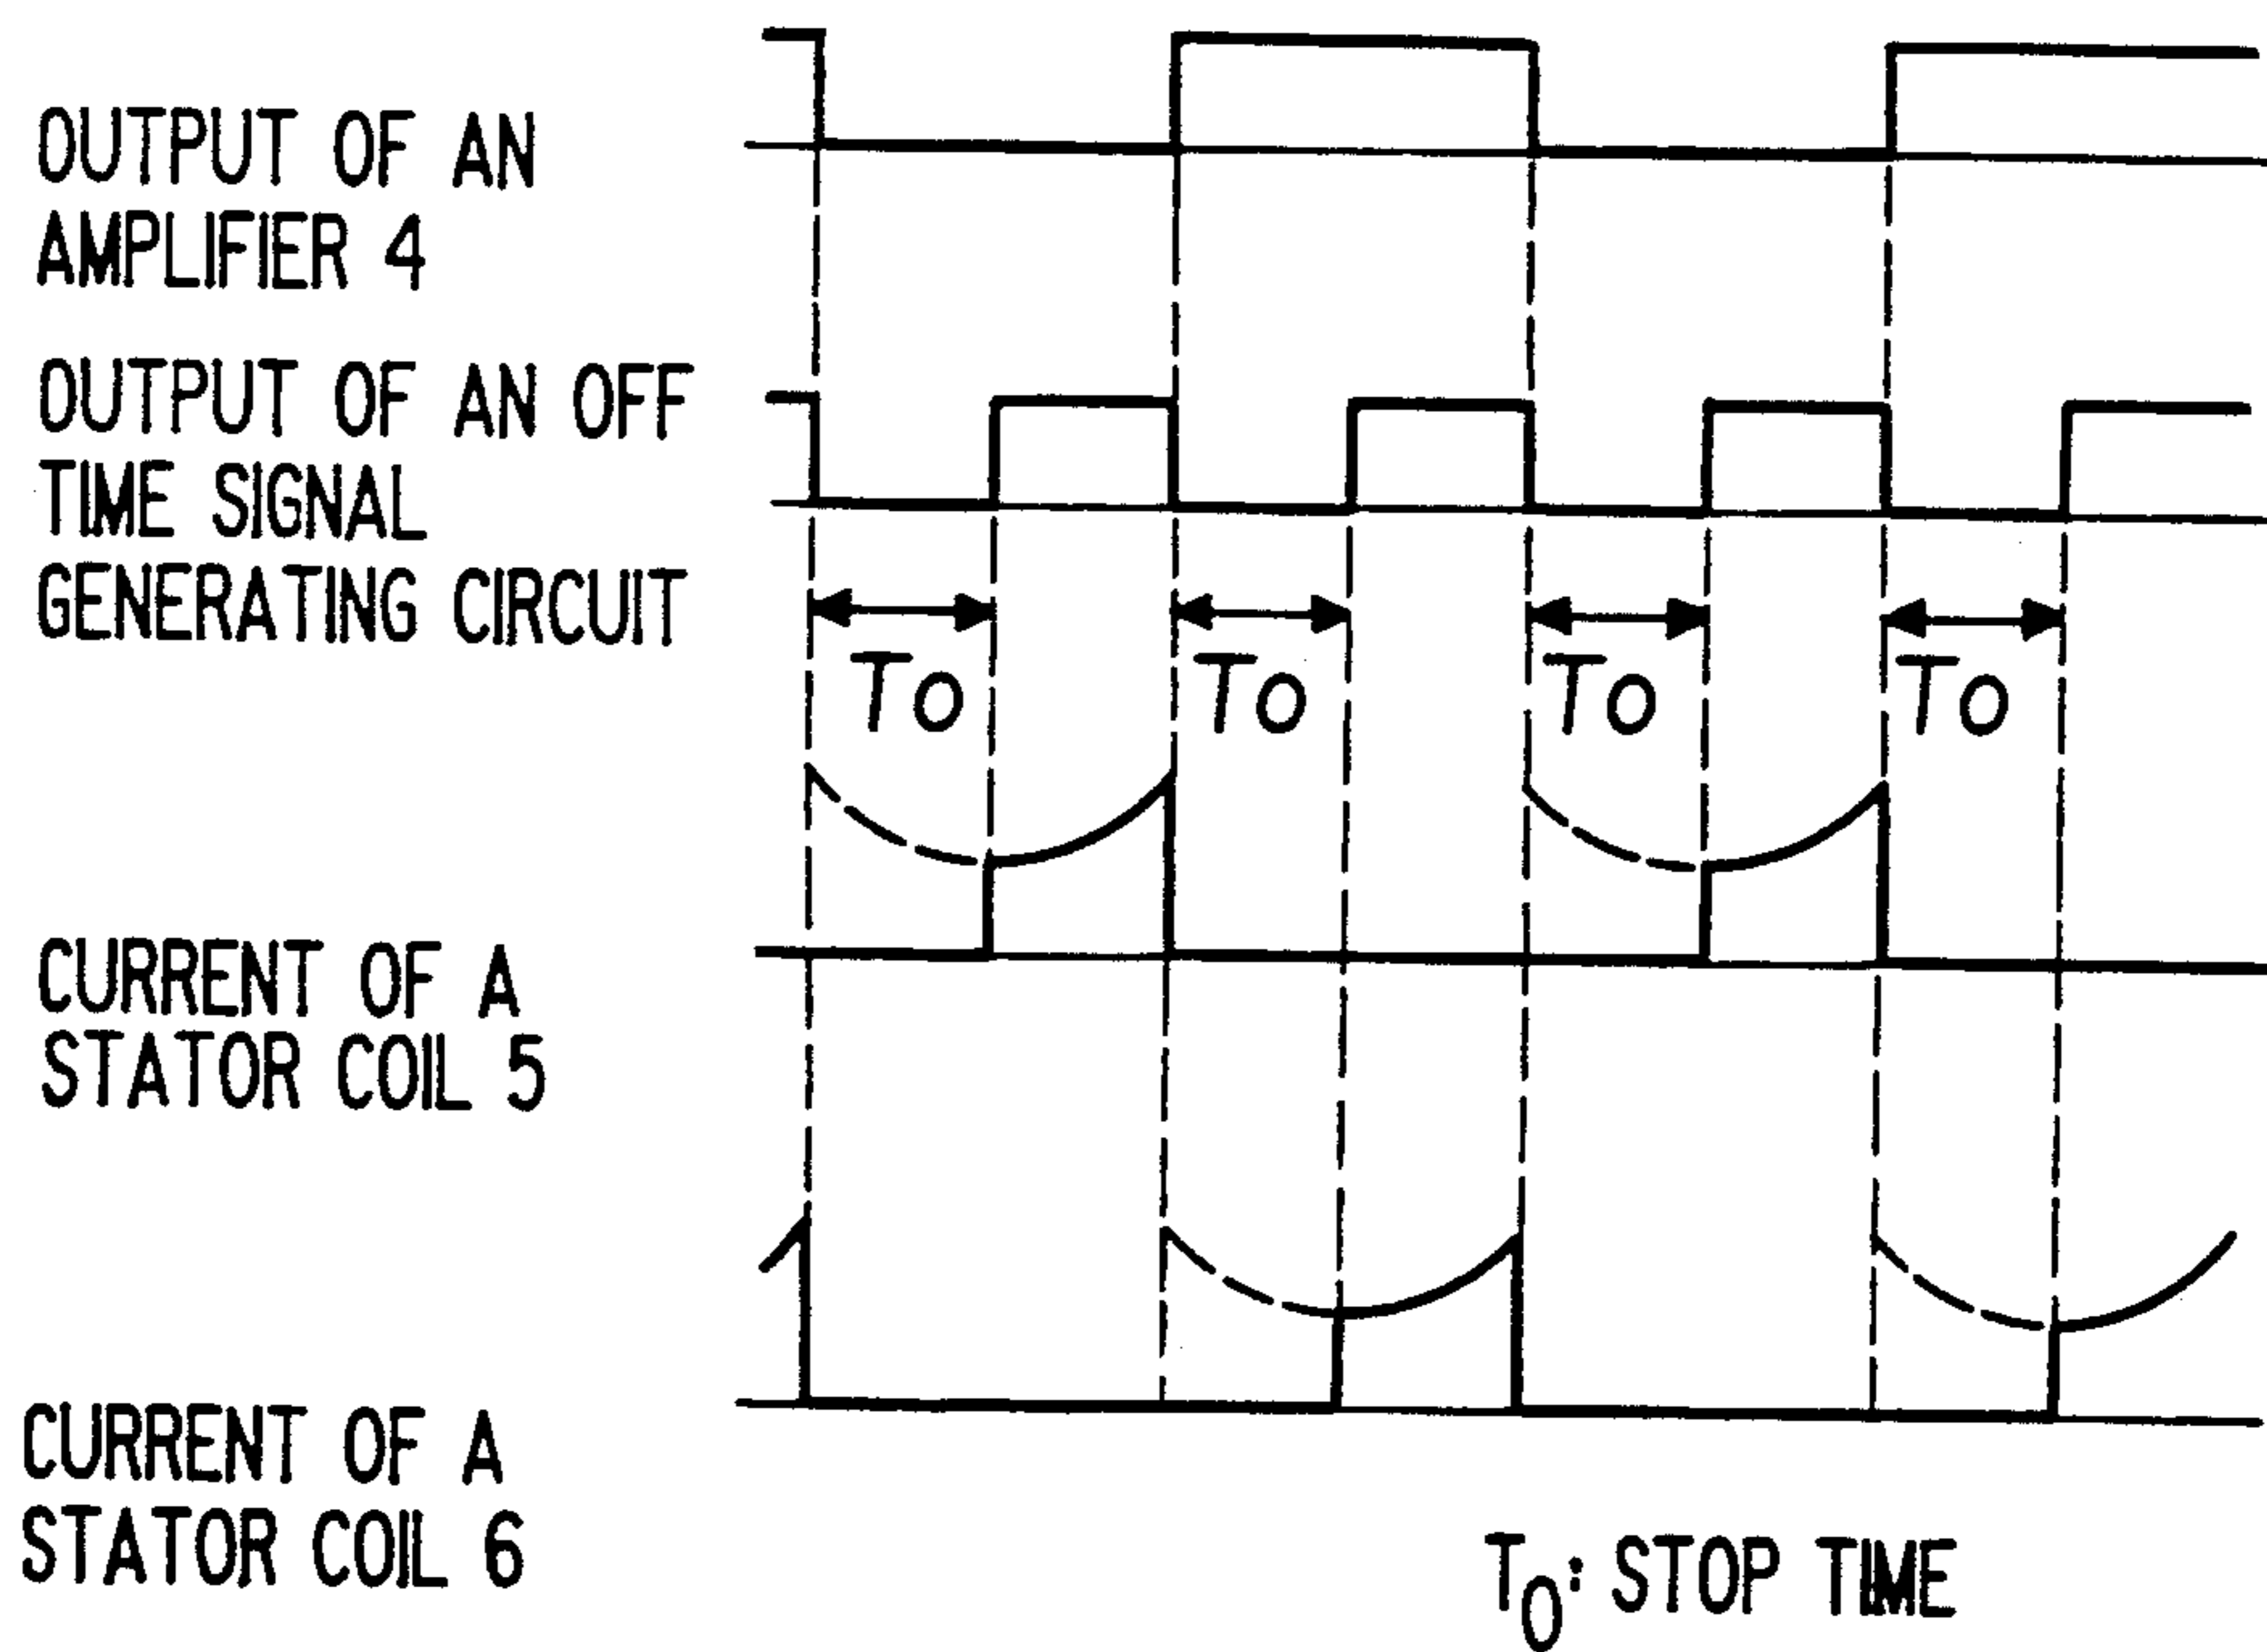 OUTPUT OF AN
AMPLIFIER 4
OUTPUT OF AN OFF
TIME SIGNAL
GENERATING CIRCUIT
TO TO TO TO
CURRENT OF A
STATOR COIL 5
CURRENT OF A
STATOR COIL 6
TO: STOP TIME